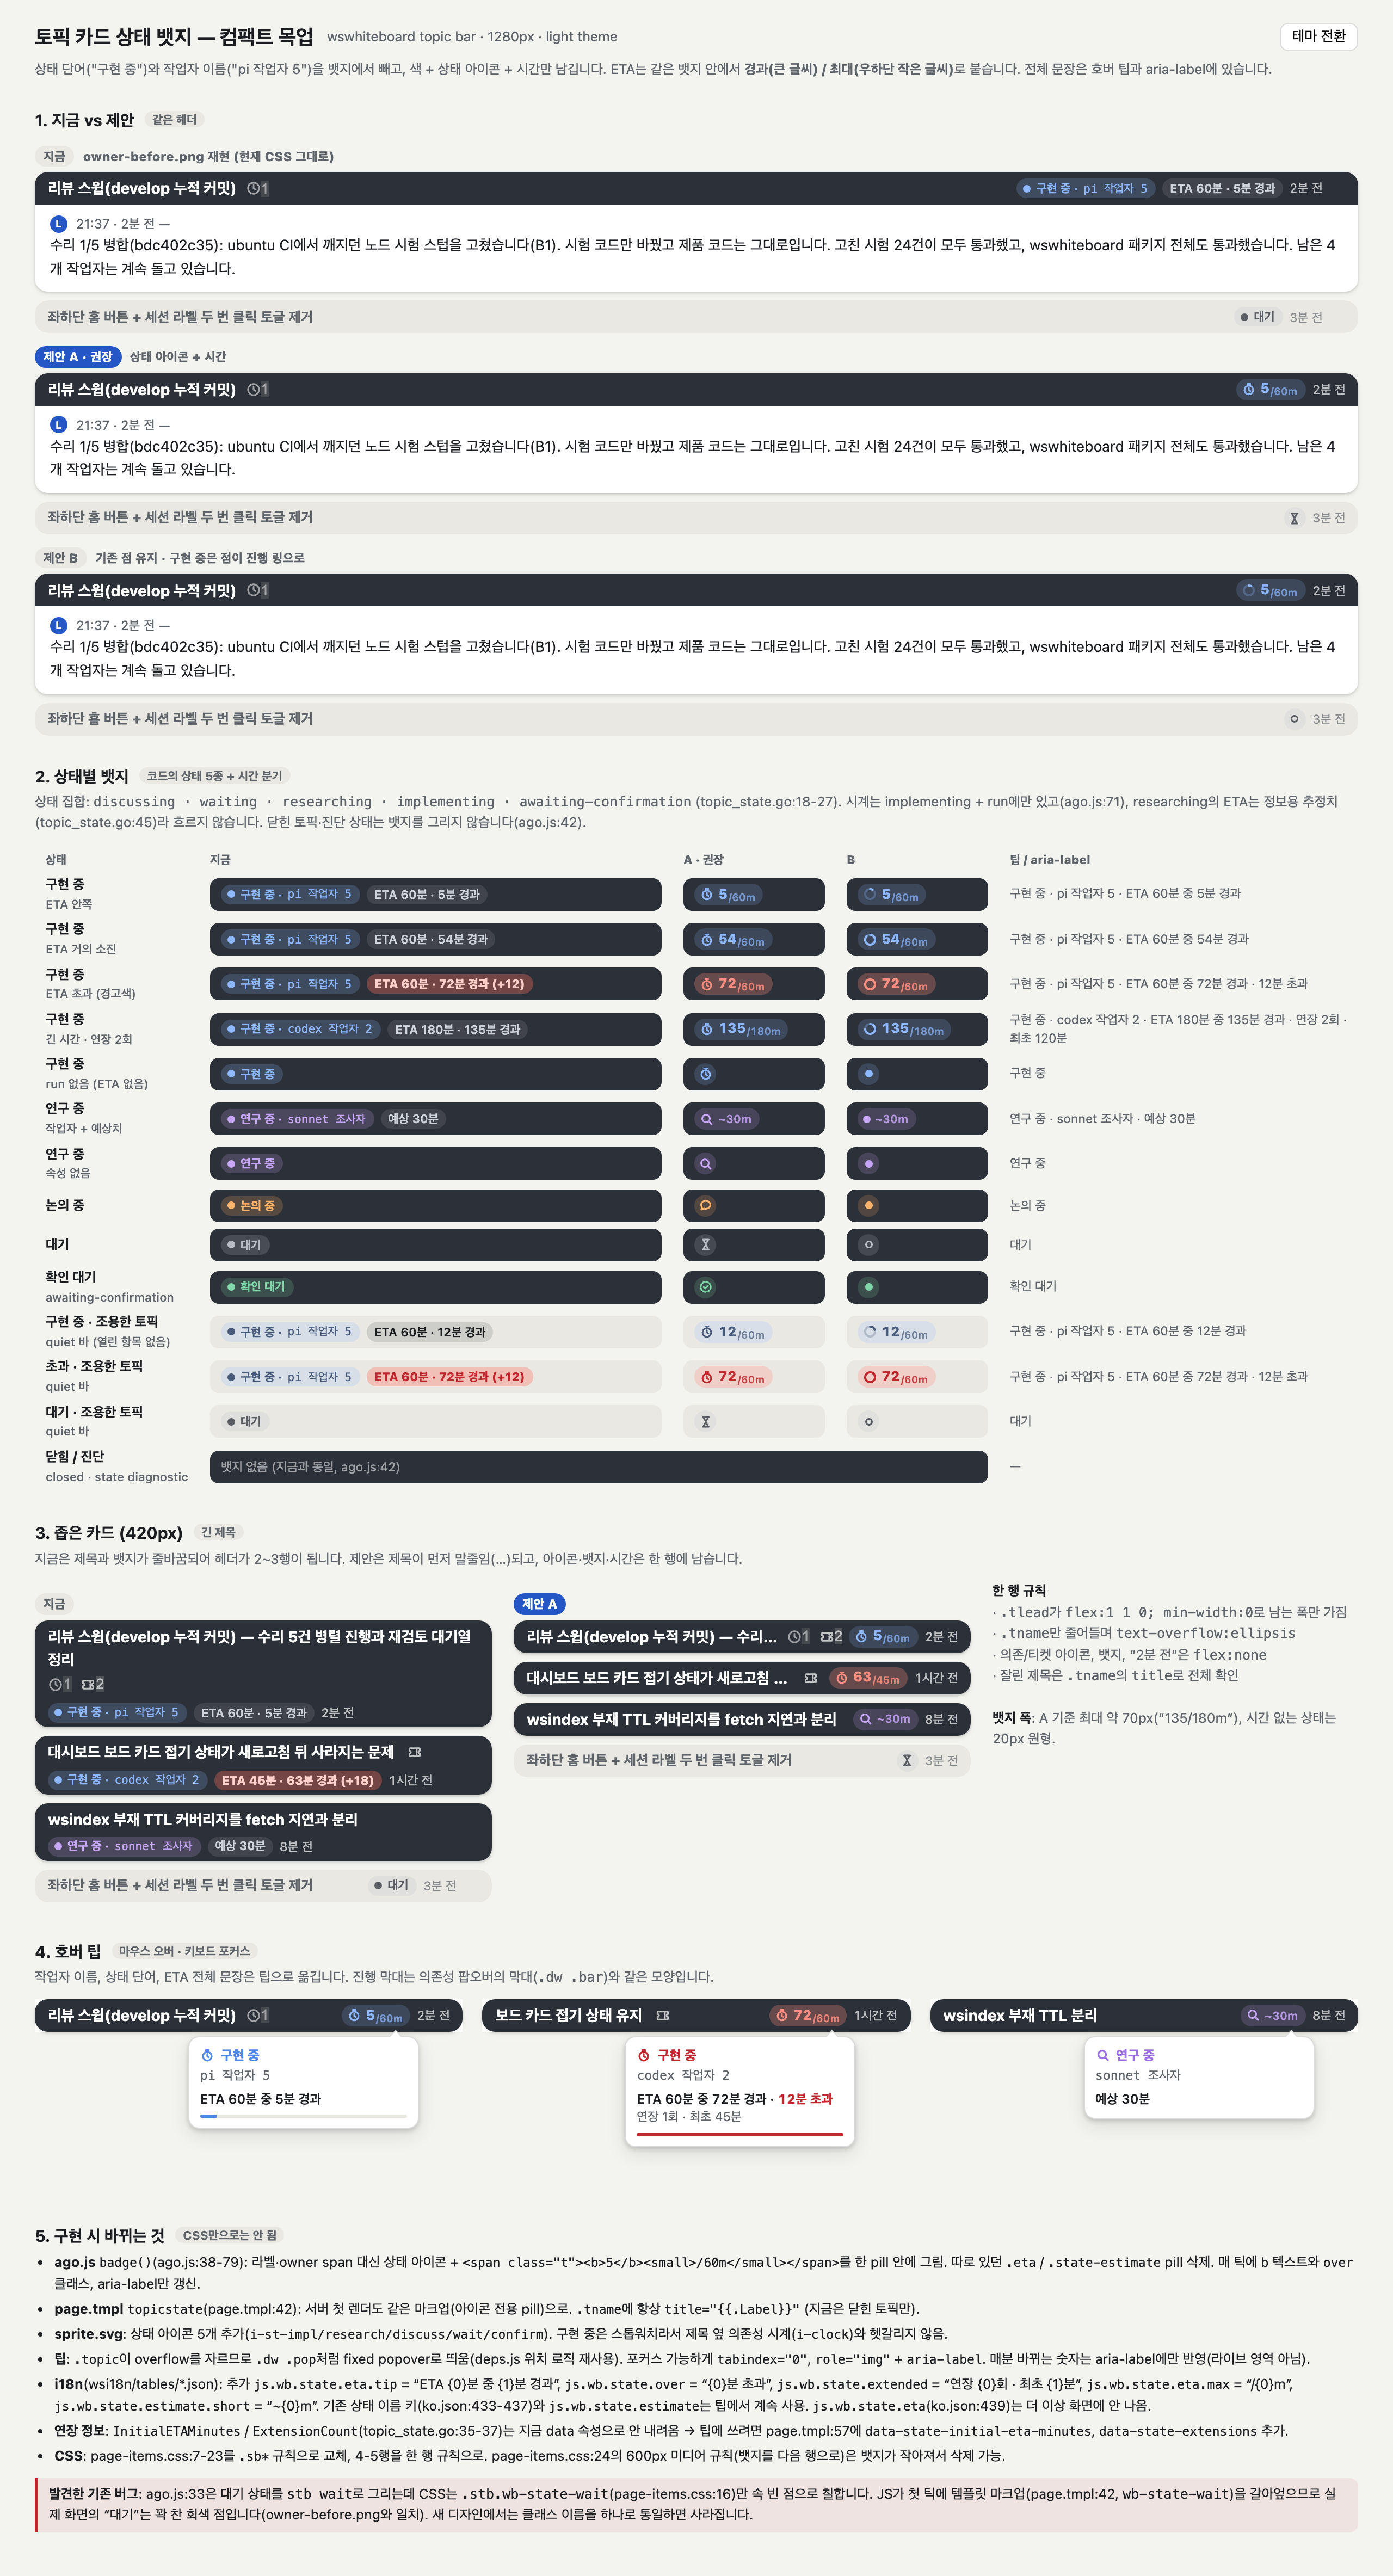 토픽 카드 상태 뱃지 — 컴팩트 목업 wswhiteboard topic bar · 1280px · light theme 테마 전환
상태 단어("구현 중")와 작업자 이름("pi 작업자 5")을 뱃지에서 빼고, 색 + 상태 아이콘 + 시간만 남깁니다. ETA는 같은 뱃지 안에서 경과(큰 글씨) / 최대(우하단 작은 글씨)로 붙습니다. 전체 문장은 호버 팁과 aria-label에 있습니다.
1. 지금 vs 제안 같은 헤더
지금 owner-before.png 재현 (현재 CSS 그대로)
리뷰 스윕(develop 누적 커밋) 1 구현 중 · pi 작업자 5 ETA 60분 · 5분 경과 2분 전
L 21:37 · 2분 전 —
수리 1/5 병합(bdc402c35): ubuntu CI에서 깨지던 노드 시험 스텁을 고쳤습니다(B1). 시험 코드만 바꿨고 제품 코드는 그대로입니다. 고친 시험 24건이 모두 통과했고, wswhiteboard 패키지 전체도 통과했습니다. 남은 4
개 작업자는 계속 돌고 있습니다.
좌하단 홈 버튼 + 세션 라벨 두 번 클릭 토글 제거 대기 3분 전
제안 A · 권장 상태 아이콘 + 시간
리뷰 스윕(develop 누적 커밋) 1 5/60m 2분 전
L 21:37 · 2분 전 —
수리 1/5 병합(bdc402c35): ubuntu CI에서 깨지던 노드 시험 스텁을 고쳤습니다(B1). 시험 코드만 바꿨고 제품 코드는 그대로입니다. 고친 시험 24건이 모두 통과했고, wswhiteboard 패키지 전체도 통과했습니다. 남은 4
개 작업자는 계속 돌고 있습니다.
좌하단 홈 버튼 + 세션 라벨 두 번 클릭 토글 제거 3분 전
제안 B 기존 점 유지 · 구현 중은 점이 진행 링으로
리뷰 스윕(develop 누적 커밋) 1 5/60m 2분 전
L 21:37 · 2분 전 —
수리 1/5 병합(bdc402c35): ubuntu CI에서 깨지던 노드 시험 스텁을 고쳤습니다(B1). 시험 코드만 바꿨고 제품 코드는 그대로입니다. 고친 시험 24건이 모두 통과했고, wswhiteboard 패키지 전체도 통과했습니다. 남은 4
개 작업자는 계속 돌고 있습니다.
좌하단 홈 버튼 + 세션 라벨 두 번 클릭 토글 제거 3분 전
2. 상태별 뱃지 코드의 상태 5종 + 시간 분기
상태 집합: discussing · waiting · researching · implementing · awaiting-confirmation (topic_state.go:18-27). 시계는 implementing + run에만 있고(ago.js:71), researching의 ETA는 정보용 추정치
(topic_state.go:45)라 흐르지 않습니다. 닫힌 토픽·진단 상태는 뱃지를 그리지 않습니다(ago.js:42).
상태 지금 A · 권장 B 팁 / aria-label
구현 중 ETA 안쪽 구현 중 · pi 작업자 5 ETA 60분 · 5분 경과 5/60m 5/60m 구현 중 · pi 작업자 5 · ETA 60분 중 5분 경과
구현 중 ETA 거의 소진 구현 중 · pi 작업자 5 ETA 60분 · 54분 경과 54/60m 54/60m 구현 중 · pi 작업자 5 · ETA 60분 중 54분 경과
구현 중 ETA 초과 (경고색) 구현 중 · pi 작업자 5 ETA 60분 · 72분 경과 (+12) 72/60m 72/60m 구현 중 · pi 작업자 5 · ETA 60분 중 72분 경과 · 12분 초과
구현 중 긴 시간 · 연장 2회 구현 중 · codex 작업자 2 ETA 180분 · 135분 경과 135/180m 135/180m 구현 중 · codex 작업자 2 · ETA 180분 중 135분 경과 · 연장 2회 ·
최초 120분
구현 중 run 없음 (ETA 없음) 구현 중 구현 중
연구 중 작업자 + 예상치 연구 중 · sonnet 조사자 예상 30분 ~30m ~30m 연구 중 · sonnet 조사자 · 예상 30분
연구 중 속성 없음 연구 중 연구 중
논의 중 논의 중 논의 중
대기 대기 대기
확인 대기 awaiting-confirmation 확인 대기 확인 대기
구현 중 · 조용한 토픽 quiet 바 (열린 항목 없음) 구현 중 · pi 작업자 5 ETA 60분 · 12분 경과 12/60m 12/60m 구현 중 · pi 작업자 5 · ETA 60분 중 12분 경과
초과 · 조용한 토픽 quiet 바 구현 중 · pi 작업자 5 ETA 60분 · 72분 경과 (+12) 72/60m 72/60m 구현 중 · pi 작업자 5 · ETA 60분 중 72분 경과 · 12분 초과
대기 · 조용한 토픽 quiet 바 대기 대기
닫힘 / 진단 closed · state diagnostic 뱃지 없음 (지금과 동일, ago.js:42) —
3. 좁은 카드 (420px) 긴 제목
지금은 제목과 뱃지가 줄바꿈되어 헤더가 2~3행이 됩니다. 제안은 제목이 먼저 말줄임(…)되고, 아이콘·뱃지·시간은 한 행에 남습니다.
지금
리뷰 스윕(develop 누적 커밋) — 수리 5건 병렬 진행과 재검토 대기열
정리
1 2
구현 중 · pi 작업자 5 ETA 60분 · 5분 경과 2분 전
대시보드 보드 카드 접기 상태가 새로고침 뒤 사라지는 문제
구현 중 · codex 작업자 2 ETA 45분 · 63분 경과 (+18) 1시간 전
wsindex 부재 TTL 커버리지를 fetch 지연과 분리
연구 중 · sonnet 조사자 예상 30분 8분 전
좌하단 홈 버튼 + 세션 라벨 두 번 클릭 토글 제거 대기 3분 전
제안 A
리뷰 스윕(develop 누적 커밋) — 수리… 1 2 5/60m 2분 전
대시보드 보드 카드 접기 상태가 새로고침 … 63/45m 1시간 전
wsindex 부재 TTL 커버리지를 fetch 지연과 분리 ~30m 8분 전
좌하단 홈 버튼 + 세션 라벨 두 번 클릭 토글 제거 3분 전
한 행 규칙
· .tlead가 flex:1 1 0; min-width:0로 남는 폭만 가짐
· .tname만 줄어들며 text-overflow:ellipsis
· 의존/티켓 아이콘, 뱃지, “2분 전”은 flex:none
· 잘린 제목은 .tname의 title로 전체 확인
뱃지 폭: A 기준 최대 약 70px(“135/180m”), 시간 없는 상태는
20px 원형.
4. 호버 팁 마우스 오버 · 키보드 포커스
작업자 이름, 상태 단어, ETA 전체 문장은 팁으로 옮깁니다. 진행 막대는 의존성 팝오버의 막대(.dw .bar)와 같은 모양입니다.
리뷰 스윕(develop 누적 커밋) 1 5/60m 2분 전
구현 중
pi 작업자 5
ETA 60분 중 5분 경과
보드 카드 접기 상태 유지 72/60m 1시간 전
구현 중
codex 작업자 2
ETA 60분 중 72분 경과 · 12분 초과
연장 1회 · 최초 45분
wsindex 부재 TTL 분리 ~30m 8분 전
연구 중
sonnet 조사자
예상 30분
5. 구현 시 바뀌는 것 CSS만으로는 안 됨
• ago.js badge()(ago.js:38-79): 라벨·owner span 대신 상태 아이콘 + <span class="t"><b>5</b><small>/60m</small></span>를 한 pill 안에 그림. 따로 있던 .eta / .state-estimate pill 삭제. 매 틱에 b 텍스트와 over
클래스, aria-label만 갱신.
• page.tmpl topicstate(page.tmpl:42): 서버 첫 렌더도 같은 마크업(아이콘 전용 pill)으로. .tname에 항상 title="{{.Label}}" (지금은 닫힌 토픽만).
• sprite.svg: 상태 아이콘 5개 추가(i-st-impl/research/discuss/wait/confirm). 구현 중은 스톱워치라서 제목 옆 의존성 시계(i-clock)와 헷갈리지 않음.
• 팁: .topic이 overflow를 자르므로 .dw .pop처럼 fixed popover로 띄움(deps.js 위치 로직 재사용). 포커스 가능하게 tabindex="0", role="img" + aria-label. 매분 바뀌는 숫자는 aria-label에만 반영(라이브 영역 아님).
• i18n(wsi18n/tables/*.json): 추가 js.wb.state.eta.tip = “ETA {0}분 중 {1}분 경과”, js.wb.state.over = “{0}분 초과”, js.wb.state.extended = “연장 {0}회 · 최초 {1}분”, js.wb.state.eta.max = “/{0}m”,
js.wb.state.estimate.short = “~{0}m”. 기존 상태 이름 키(ko.json:433-437)와 js.wb.state.estimate는 팁에서 계속 사용. js.wb.state.eta(ko.json:439)는 더 이상 화면에 안 나옴.
• 연장 정보: InitialETAMinutes / ExtensionCount(topic_state.go:35-37)는 지금 data 속성으로 안 내려옴 → 팁에 쓰려면 page.tmpl:57에 data-state-initial-eta-minutes, data-state-extensions 추가.
• CSS: page-items.css:7-23를 .sb* 규칙으로 교체, 4-5행을 한 행 규칙으로. page-items.css:24의 600px 미디어 규칙(뱃지를 다음 행으로)은 뱃지가 작아져서 삭제 가능.
발견한 기존 버그: ago.js:33은 대기 상태를 stb wait로 그리는데 CSS는 .stb.wb-state-wait(page-items.css:16)만 속 빈 점으로 칠합니다. JS가 첫 틱에 템플릿 마크업(page.tmpl:42, wb-state-wait)을 갈아엎으므로 실
제 화면의 “대기”는 꽉 찬 회색 점입니다(owner-before.png와 일치). 새 디자인에서는 클래스 이름을 하나로 통일하면 사라집니다.